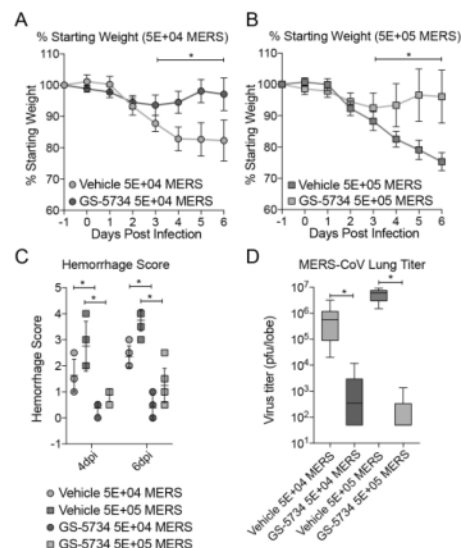 A
% Starting Weight (5E+04 MERS)
*
% Starting Weight
110
100
90
80
70
60
Vehicle 5E+04 MERS
GS-5734 5E+04 MERS
-1 0 1 2 3 4 5 6
Days Post Infection
B
% Starting Weight (5E+05 MERS)
*
% Starting Weight
110
100
90
80
70
60
Vehicle 5E+05 MERS
GS-5734 5E+05 MERS
-1 0 1 2 3 4 5 6
Days Post Infection
C
Hemorrhage Score
* *
* *
Hemorrhage Score
5
4
3
2
1
0
-1
4dpi 6dpi
Vehicle 5E+04 MERS
Vehicle 5E+05 MERS
GS-5734 5E+04 MERS
GS-5734 5E+05 MERS
D
MERS-CoV Lung Titer
* *
Virus titer (pfu/lobe)
10⁷
10⁶
10⁵
10⁴
10³
10²
10¹
Vehicle 5E+04 MERS
GS-5734 5E+04 MERS
Vehicle 5E+05 MERS
GS-5734 5E+05 MERS